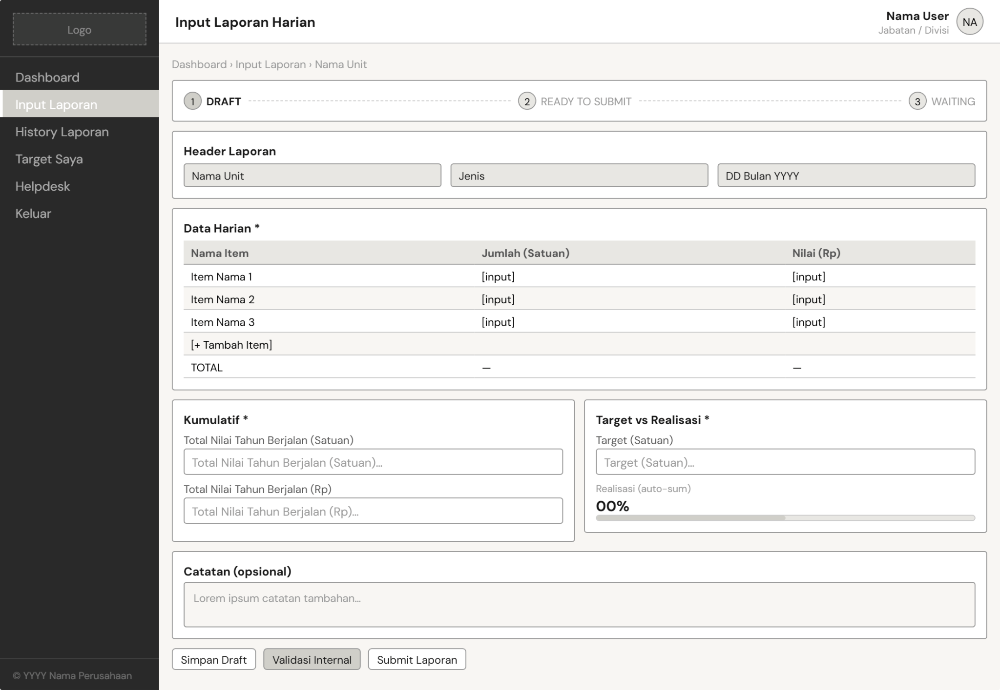 Logo
Dashboard
Input Laporan
History Laporan
Target Saya
Helpdesk
Keluar
© YYYY Nama Perusahaan
Input Laporan Harian
Nama User
Jabatan / Divisi
NA
Dashboard › Input Laporan › Nama Unit
1 DRAFT 2 READY TO SUBMIT 3 WAITING
Header Laporan
Nama Unit Jenis DD Bulan YYYY
Data Harian *
Nama Item Jumlah (Satuan) Nilai (Rp)
Item Nama 1 [input] [input]
Item Nama 2 [input] [input]
Item Nama 3 [input] [input]
[+ Tambah Item]
TOTAL — —
Kumulatif *
Total Nilai Tahun Berjalan (Satuan)
Total Nilai Tahun Berjalan (Satuan)...
Total Nilai Tahun Berjalan (Rp)
Total Nilai Tahun Berjalan (Rp)...
Target vs Realisasi *
Target (Satuan)
Target (Satuan)...
Realisasi (auto-sum)
00%
Catatan (opsional)
Lorem ipsum catatan tambahan...
Simpan Draft Validasi Internal Submit Laporan